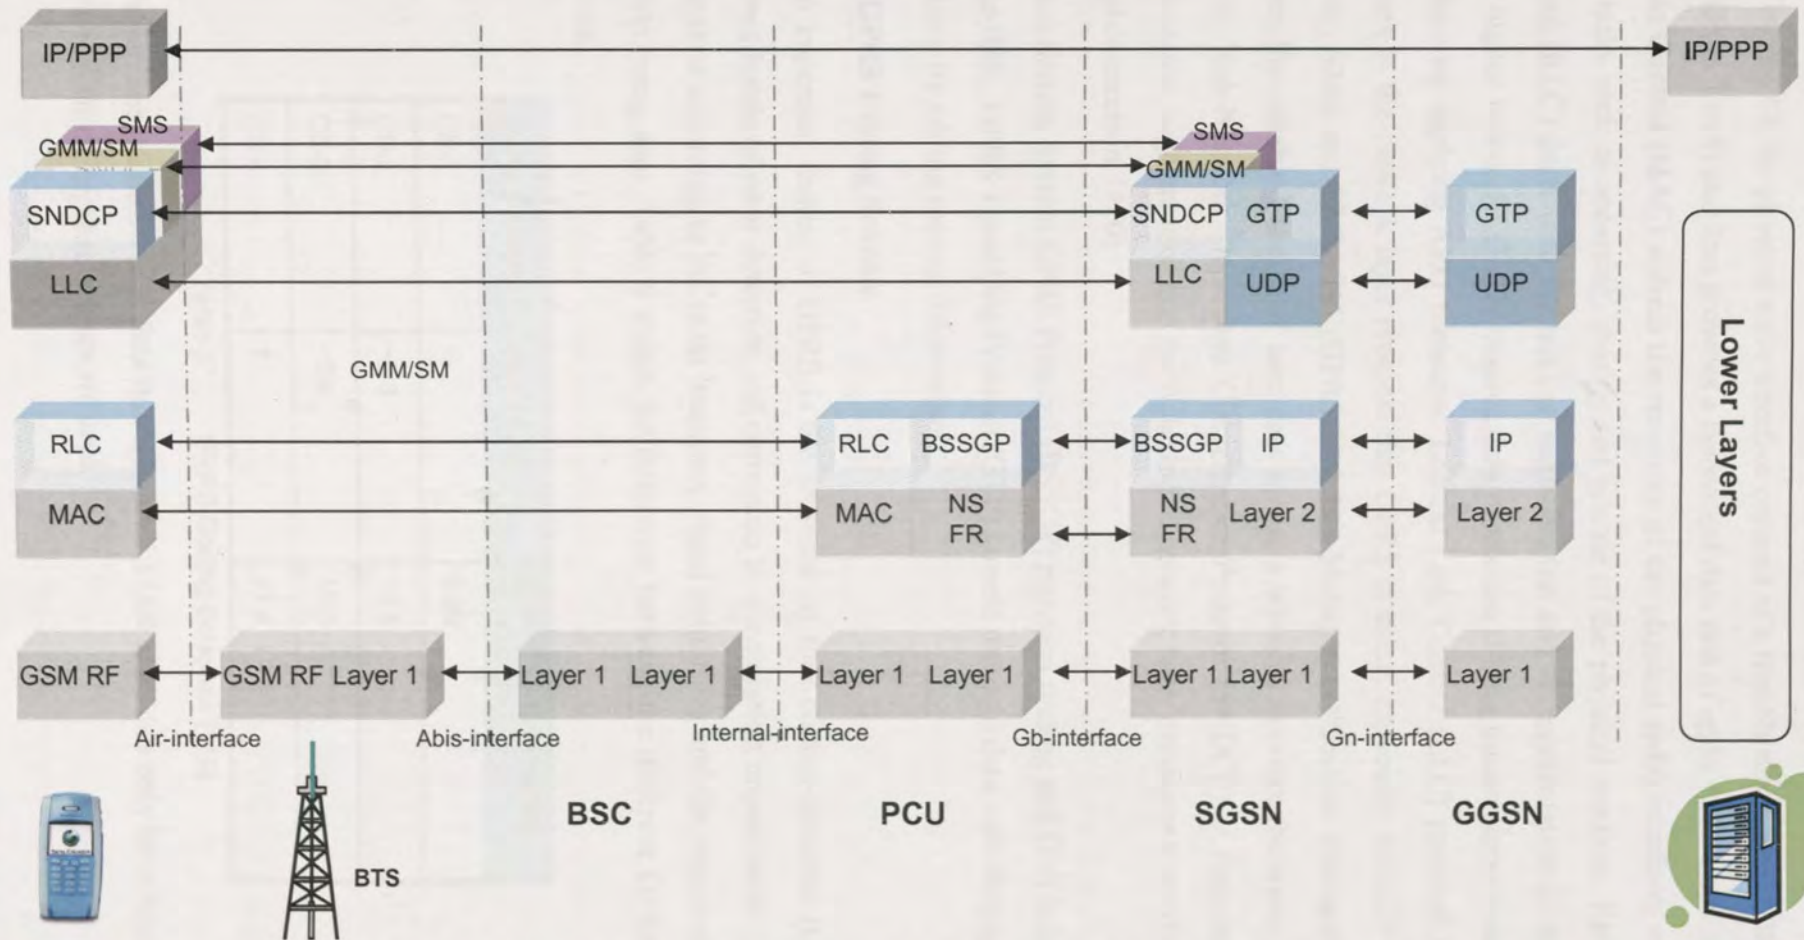 IP/PPP
IP/PPP
SMS
GMM/SM
SNDCP
LLC
SMS
GMM/SM
SNDCP GTP
LLC UDP
GTP
UDP
GMM/SM
RLC
MAC
RLC BSSGP
MAC NS
FR
BSSGP IP
NS Layer 2
FR
IP
Layer 2
Lower Layers
GSM RF
GSM RF Layer 1
Layer 1 Layer 1
Layer 1 Layer 1
Layer 1 Layer 1
Layer 1
Air-interface
Abis-interface
Internal-interface
Gb-interface
Gn-interface
BTS
BSC
PCU
SGSN
GGSN